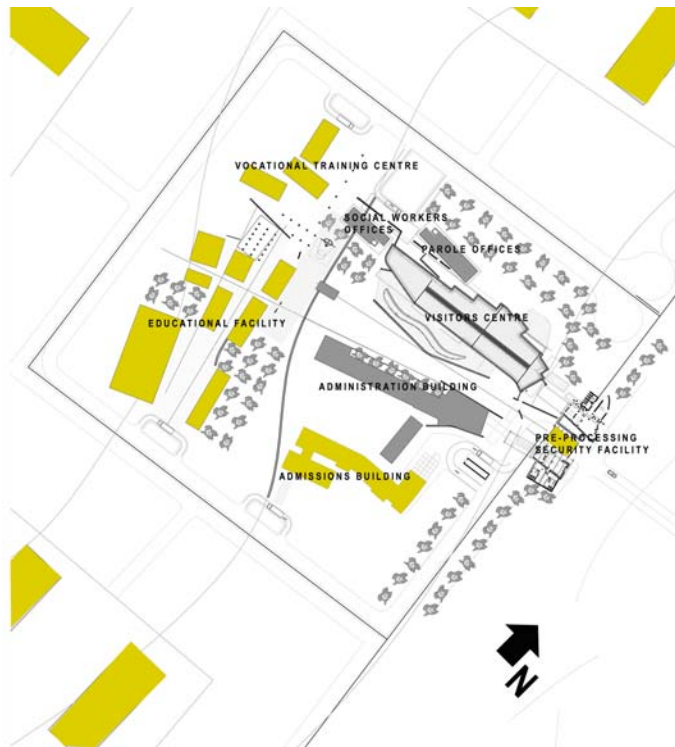 VOCATIONAL TRAINING CENTRE
SOCIAL WORKERS
OFFICES
PAROLE OFFICES
VISITORS CENTRE
EDUCATIONAL FACILITY
ADMINISTRATION BUILDING
PRE-PROCESSING
SECURITY FACILITY
ADMISSIONS BUILDING
N